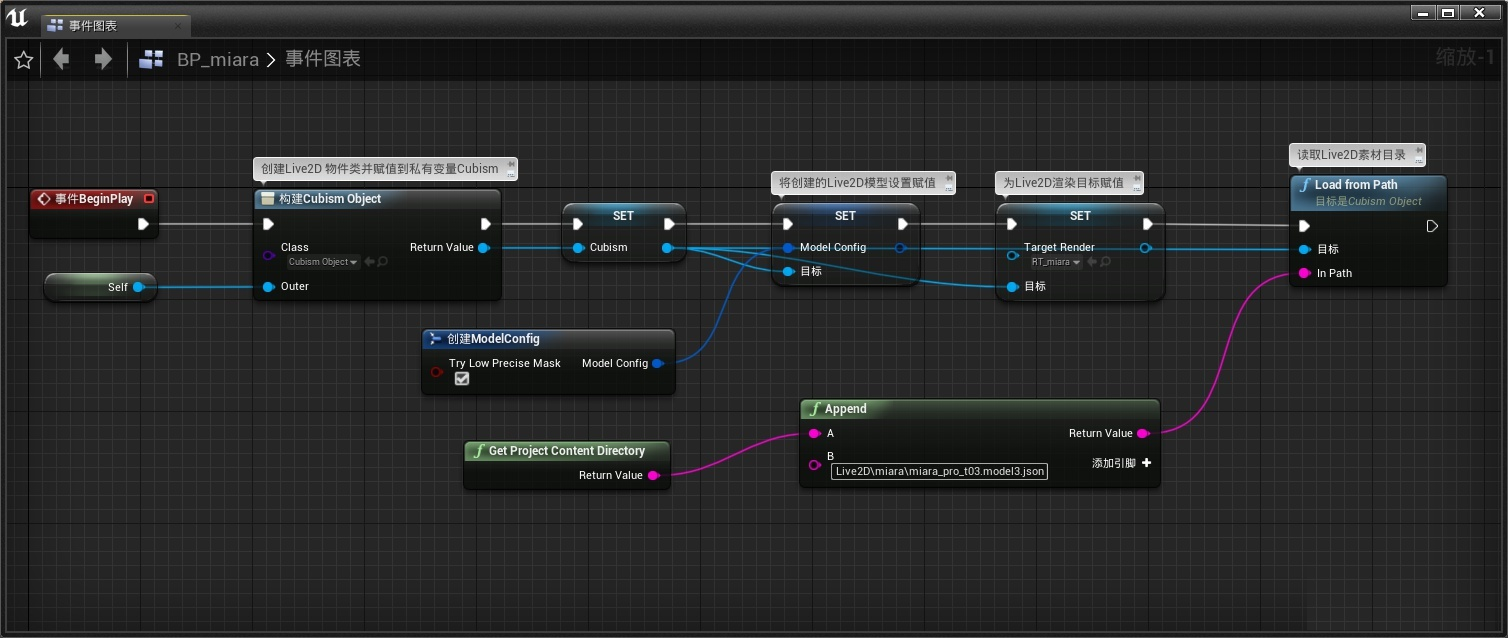 事件图表
BP_miara > 事件图表
缩放-1
创建Live2D 物件类并赋值到私有变量Cubism
将创建的Live2D模型设置赋值
为Live2D渲染目标赋值
读取Live2D素材目录
事件BeginPlay
构建Cubism Object
Class
Cubism Object
Return Value
Outer
Self
SET
Cubism
SET
Model Config
目标
SET
Target Render
RT_miara
目标
Load from Path
目标是Cubism Object
目标
In Path
创建ModelConfig
Try Low Precise Mask
Model Config
Get Project Content Directory
Return Value
Append
A
Return Value
B
Live2D\miara\miara_pro_t03.model3.json
添加引脚